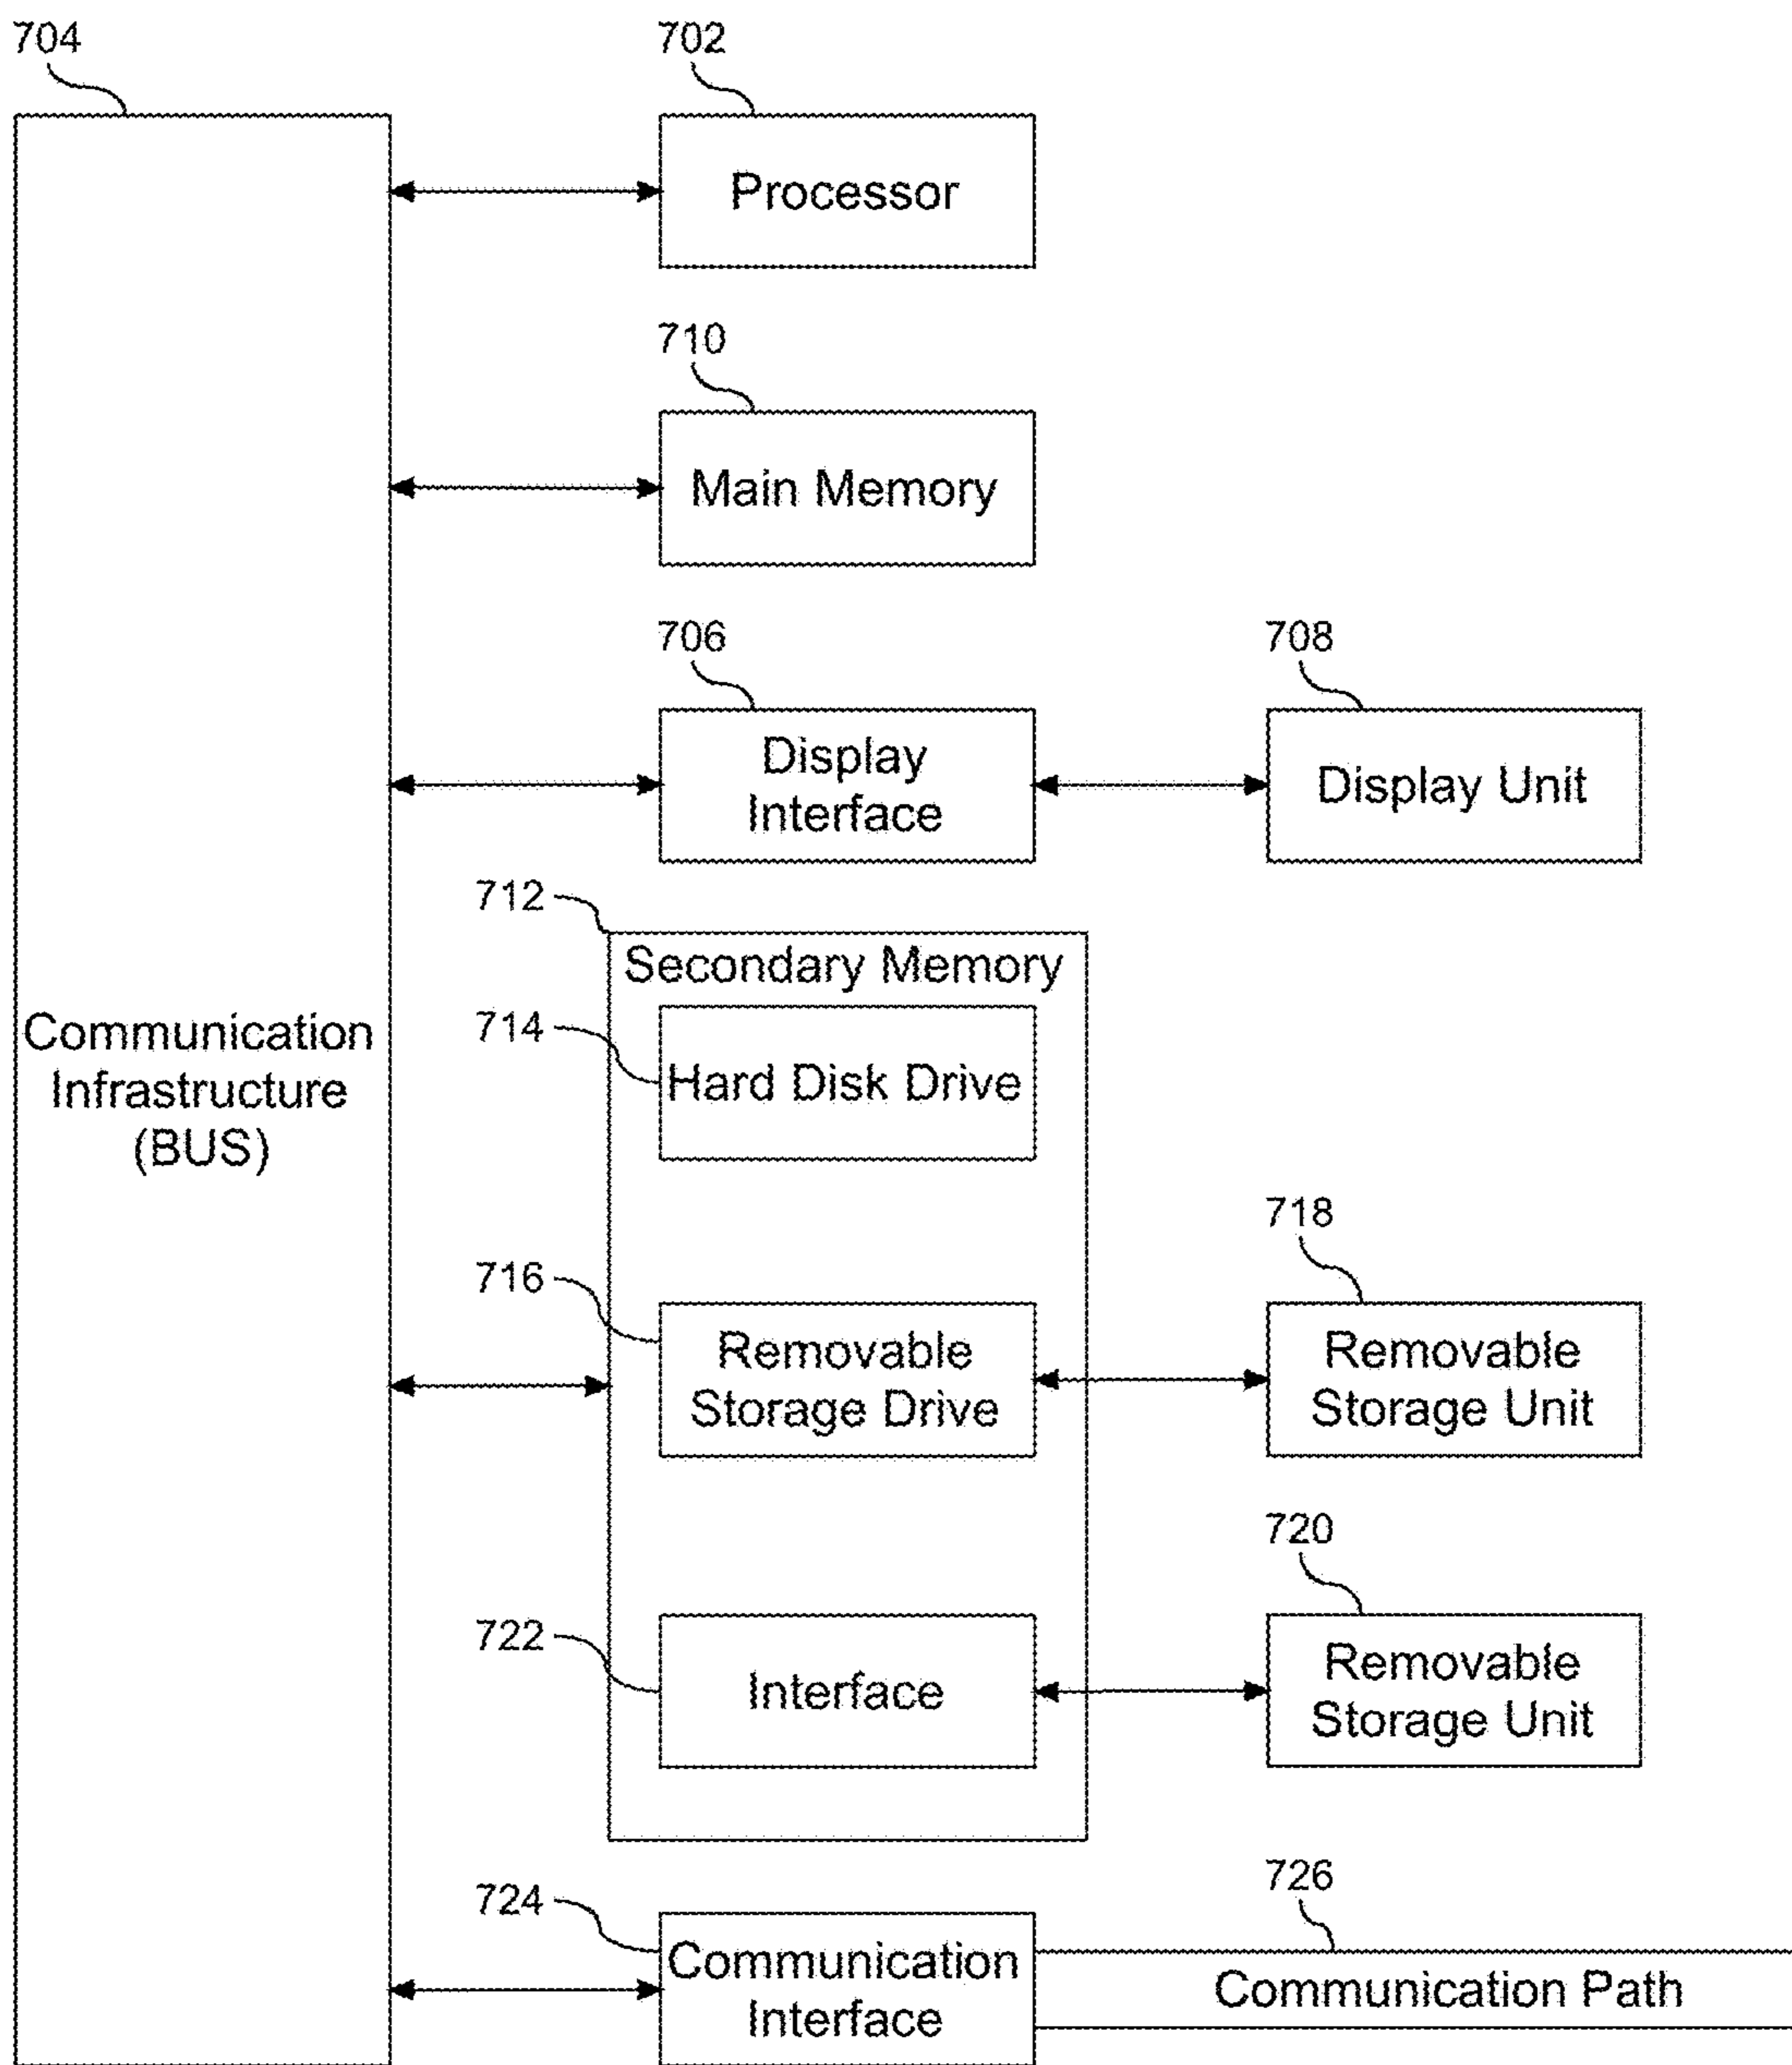 704
702
Processor
710
Main Memory
706
708
Display
Interface
Display Unit
712
Secondary Memory
714
Hard Disk Drive
Communication
Infrastructure
(BUS)
718
716
Removable
Storage Drive
Removable
Storage Unit
720
722
Interface
Removable
Storage Unit
726
724
Communication
Interface
Communication Path